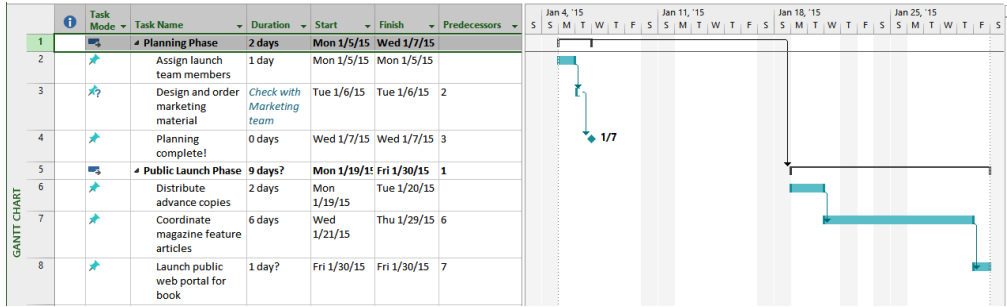 Task
Mode Task Name Duration Start Finish Predecessors
Jan 4, '15 Jan 11, '15 Jan 18, '15 Jan 25, '15
S S M T W T F S S M T W T F S S M T W T F S S M T W T F S
1 Planning Phase 2 days Mon 1/5/15 Wed 1/7/15
2 Assign launch 1 day Mon 1/5/15 Mon 1/5/15
team members
3 Design and order Check with Tue 1/6/15 Tue 1/6/15 2
marketing Marketing
material team
4 Planning 0 days Wed 1/7/15 Wed 1/7/15 3
complete!
1/7
5 Public Launch Phase 9 days? Mon 1/19/15 Fri 1/30/15 1
6 Distribute 2 days Mon Tue 1/20/15
advance copies 1/19/15
7 Coordinate 6 days Wed Thu 1/29/15 6
magazine feature 1/21/15
articles
8 Launch public 1 day? Fri 1/30/15 Fri 1/30/15 7
web portal for
book
GANTT CHART